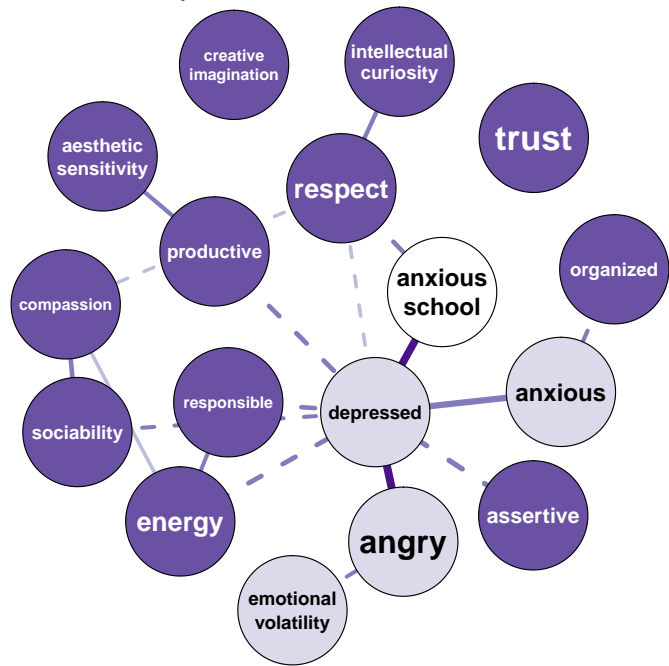 creative
imagination
intellectual
curiosity
trust
aesthetic
sensitivity
respect
productive
organized
anxious
school
compassion
anxious
responsible
depressed
sociability
assertive
energy
angry
emotional
volatility